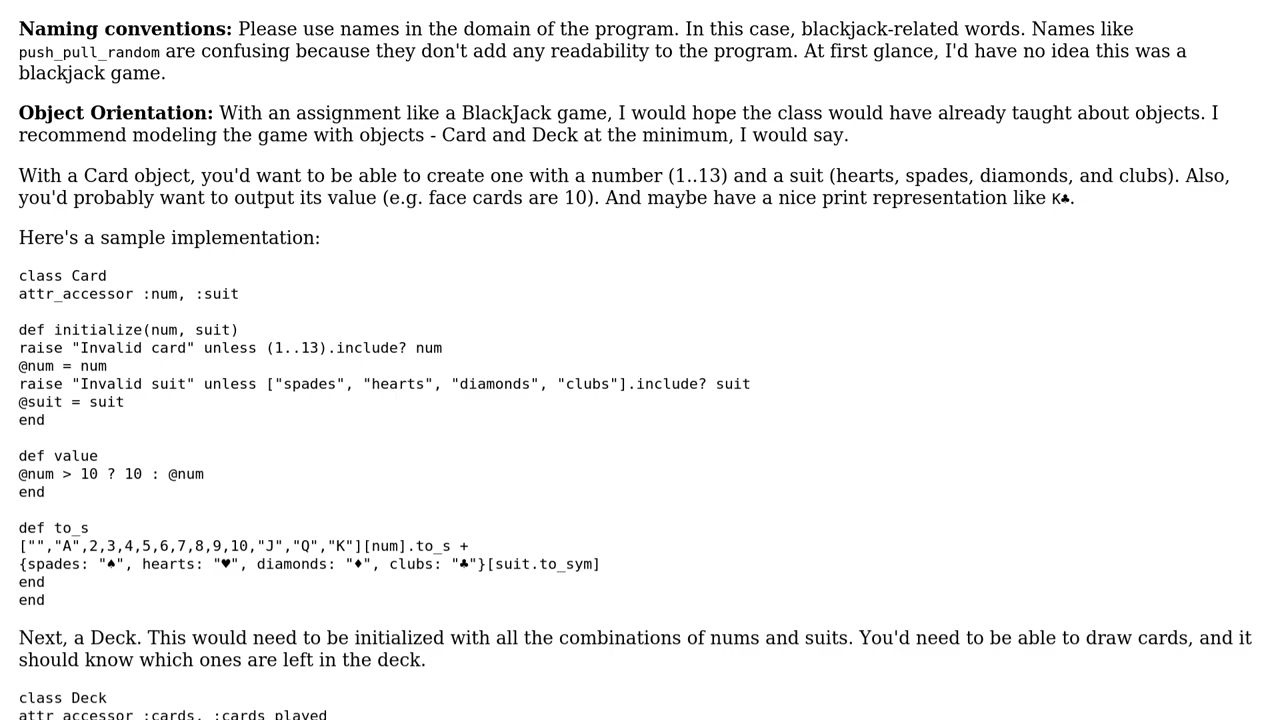 Naming conventions: Please use names in the domain of the program. In this case, blackjack-related words. Names like
push_pull_random are confusing because they don't add any readability to the program. At first glance, I'd have no idea this was a
blackjack game.
Object Orientation: With an assignment like a BlackJack game, I would hope the class would have already taught about objects. I
recommend modeling the game with objects - Card and Deck at the minimum, I would say.
With a Card object, you'd want to be able to create one with a number (1..13) and a suit (hearts, spades, diamonds, and clubs). Also,
you'd probably want to output its value (e.g. face cards are 10). And maybe have a nice print representation like K♣.
Here's a sample implementation:
class Card
attr_accessor :num, :suit
def initialize(num, suit)
raise "Invalid card" unless (1..13).include? num
@num = num
raise "Invalid suit" unless ["spades", "hearts", "diamonds", "clubs"].include? suit
@suit = suit
end
def value
@num > 10 ? 10 : @num
end
def to_s
["","A",2,3,4,5,6,7,8,9,10,"J","Q","K"][num].to_s +
{spades: "♠", hearts: "♥", diamonds: "♦", clubs: "♣"}[suit.to_sym]
end
end
Next, a Deck. This would need to be initialized with all the combinations of nums and suits. You'd need to be able to draw cards, and it
should know which ones are left in the deck.
class Deck
attr_accessor :cards, :cards_played